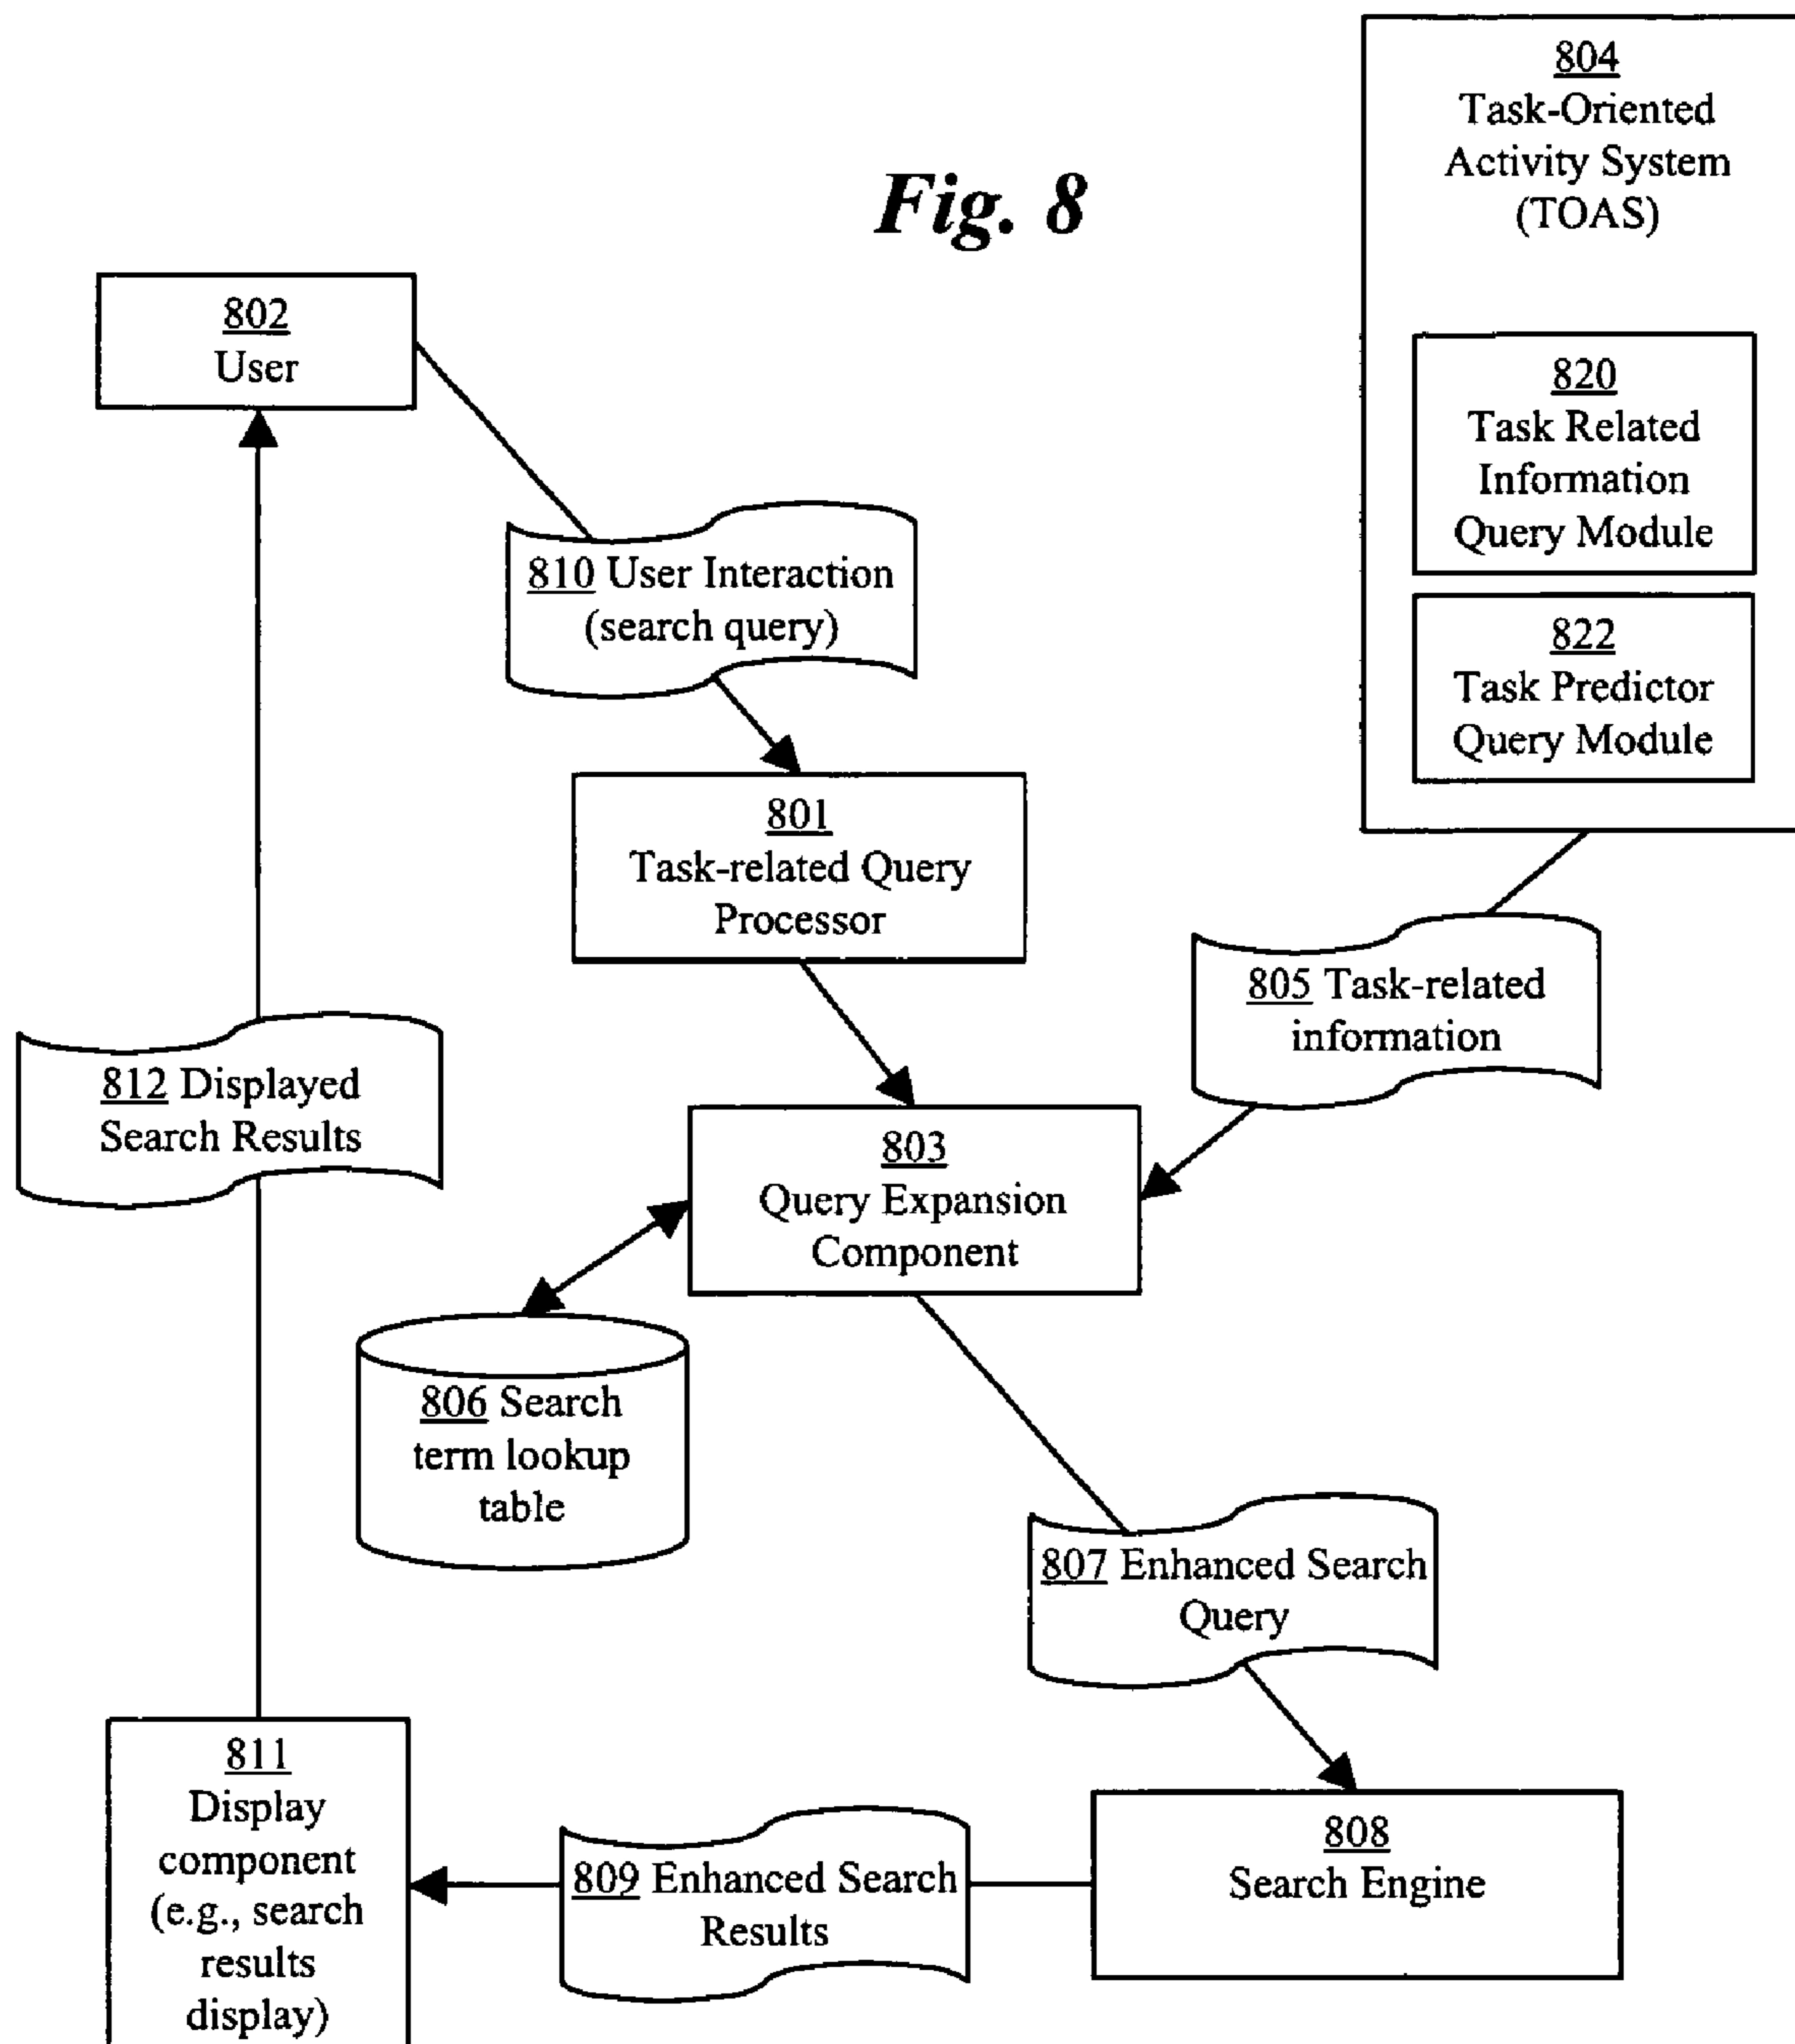 Fig. 8
804
Task-Oriented
Activity System
(TOAS)
820
Task Related
Information
Query Module
822
Task Predictor
Query Module
802
User
810 User Interaction
(search query)
801
Task-related Query
Processor
805 Task-related
information
812 Displayed
Search Results
803
Query Expansion
Component
806 Search
term lookup
table
807 Enhanced Search
Query
808
Search Engine
809 Enhanced Search
Results
811
Display
component
(e.g., search
results
display)